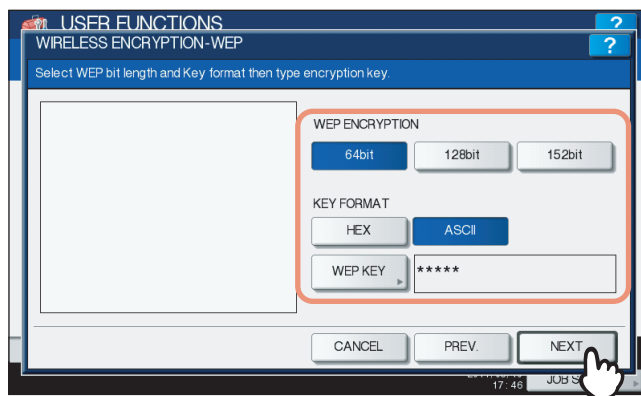 USER FUNCTIONS
?
WIRELESS ENCRYPTION-WEP
?
Select WEP bit length and Key format then type encryption key.
WEP ENCRYPTION
64bit 128bit 152bit
KEY FORMAT
HEX ASCII
WEP KEY *****
CANCEL PREV. NEXT
17:46
JOB S